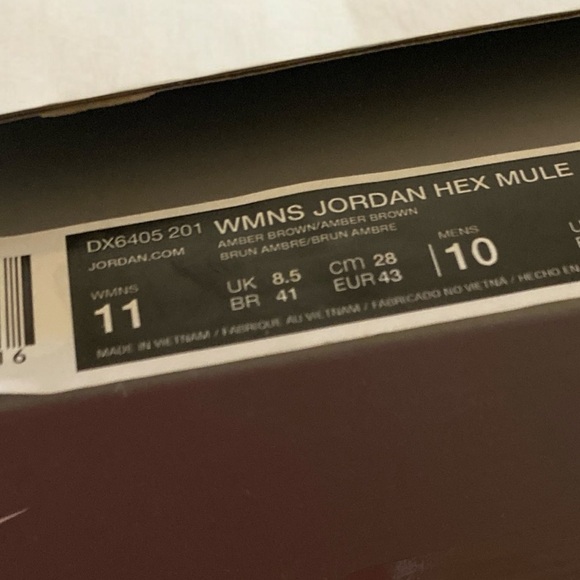 DX6405 201 WMNS JORDAN HEX MULE
JORDAN.COM
AMBER BROWN/AMBER BROWN
BRUN AMBRE/BRUN AMBRE
WMNS
11
UK 8.5
BR 41
CM 28
EUR 43
MENS
10
MADE IN VIETNAM / FABRIQUE AU VIETNAM / FABRICADO NO VIETNÃ / HECHO EN
6